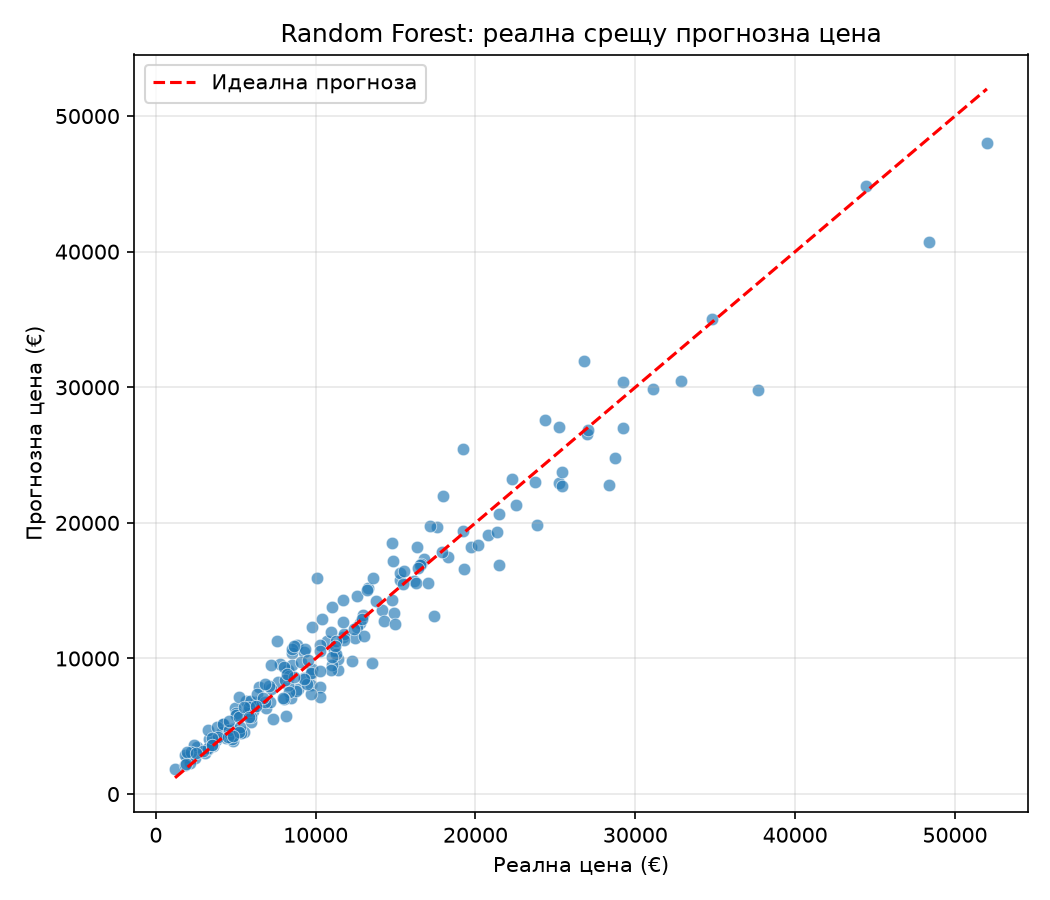 Random Forest: реална срещу прогнозна цена
Идеална прогноза
50000
40000
30000
20000
10000
0
Прогнозна цена (€)
0 10000 20000 30000 40000 50000
Реална цена (€)